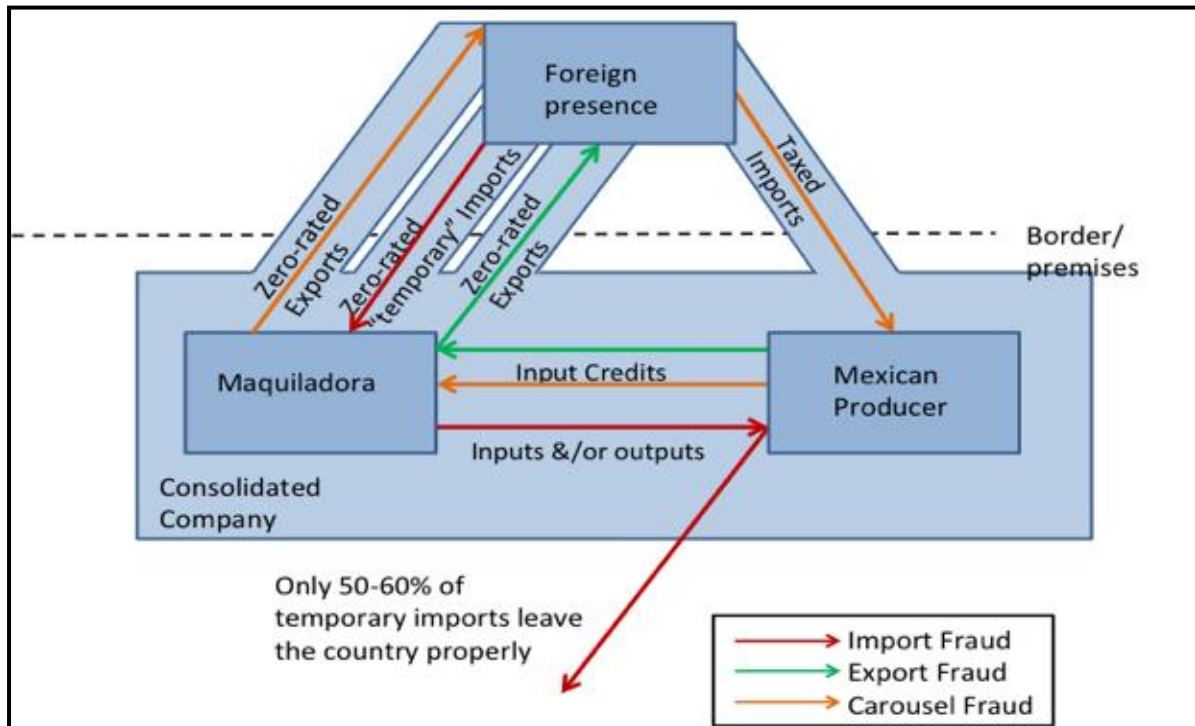 Foreign
presence
Zero-rated
Exports
Zero-rated
“temporary” Imports
Zero-rated
Exports
Taxed
Imports
Border/
premises
Maquiladora
Input Credits
Mexican
Producer
Inputs &/or outputs
Consolidated
Company
Only 50-60% of
temporary imports leave
the country properly
Import Fraud
Export Fraud
Carousel Fraud